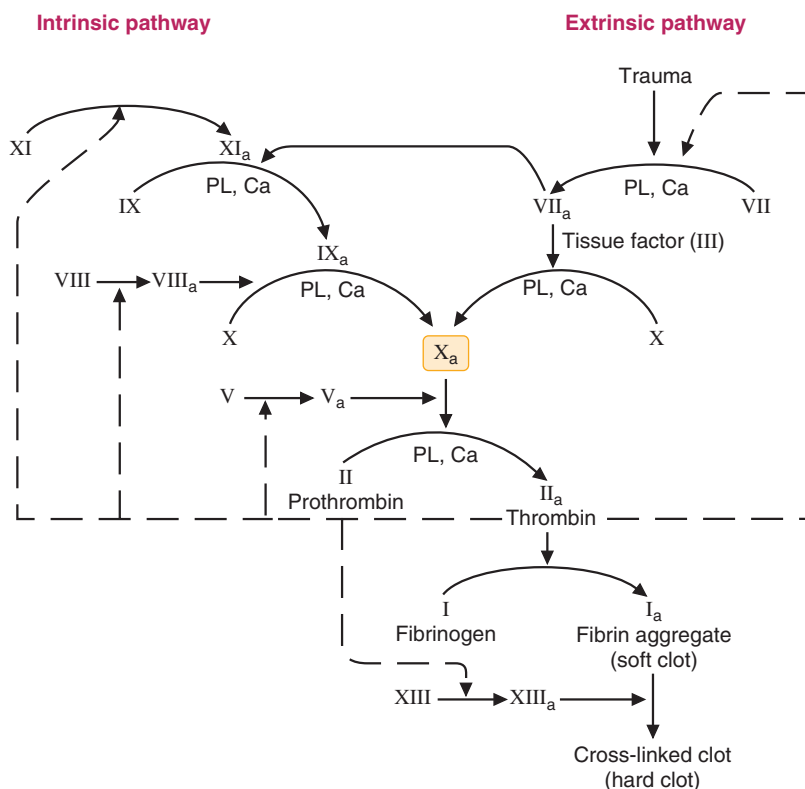 Intrinsic pathway
Extrinsic pathway
Trauma
XI
XIₐ
PL, Ca
PL, Ca
IX
VIIₐ
VII
Tissue factor (III)
IXₐ
VIII
VIIIₐ
PL, Ca
PL, Ca
X
X
Xₐ
V
Vₐ
PL, Ca
II
Prothrombin
IIₐ
Thrombin
I
Fibrinogen
Iₐ
Fibrin aggregate
(soft clot)
XIII
XIIIₐ
Cross-linked clot
(hard clot)